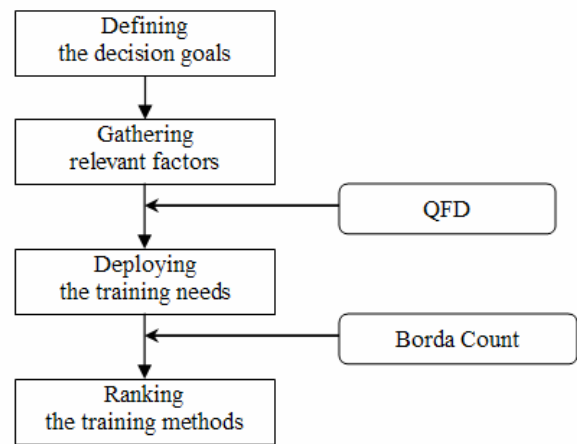 Defining
the decision goals
Gathering
relevant factors
QFD
Deploying
the training needs
Borda Count
Ranking
the training methods